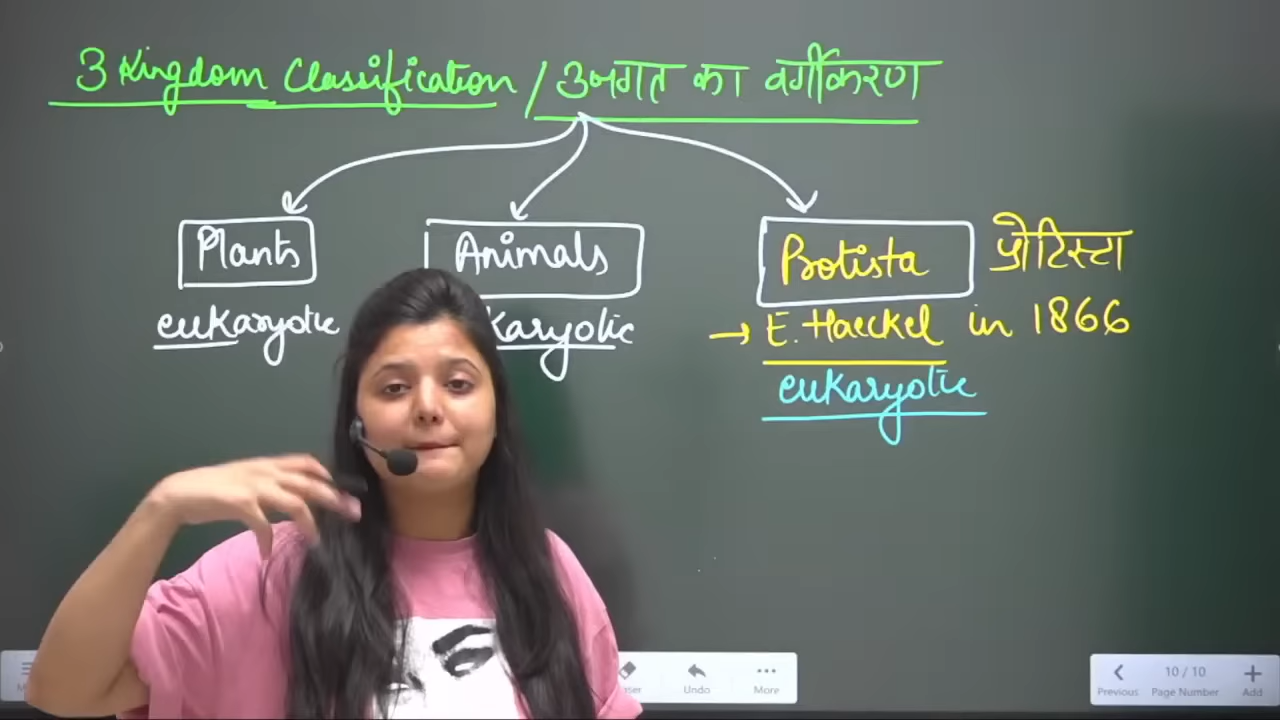 3 Kingdom Classification / 3 जगत का वर्गीकरण
Plants
Animals
Protista
प्रोटिस्टा
eukaryotic
karyotic
→ E. Haeckel in 1866
eukaryotic
Undo
More
Previous
10 / 10
Page Number
Add